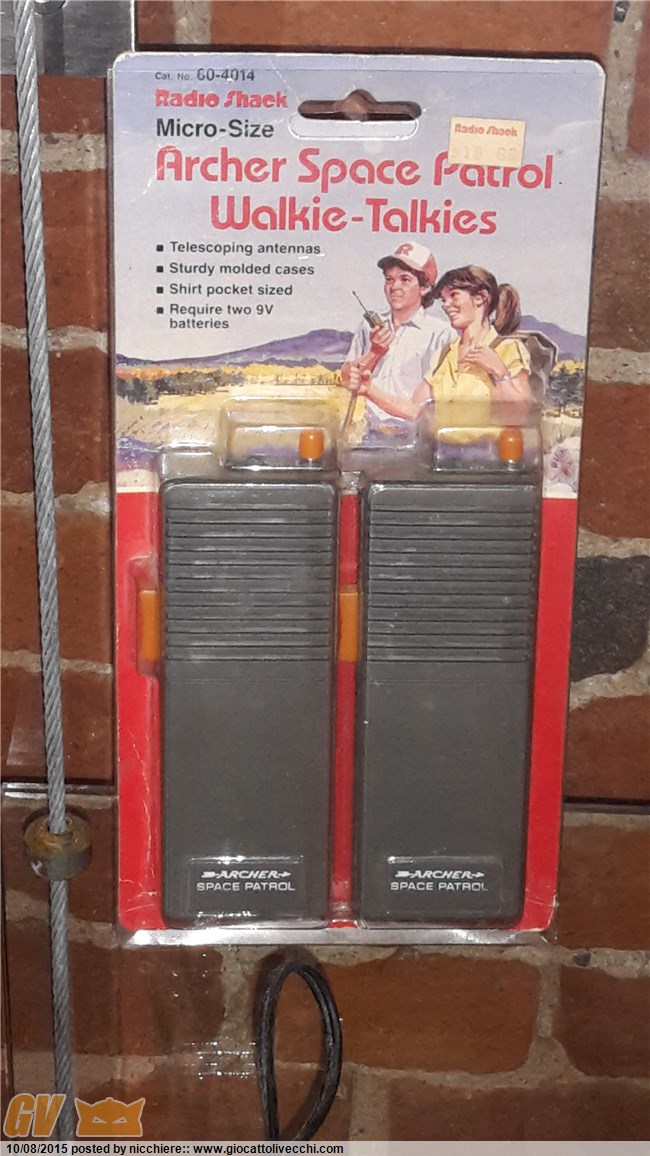 Cat. No. 60-4014
Radio Shack
Micro-Size
Radio Shack
Archer Space Patrol®
Walkie-Talkies
▪ Telescoping antennas
▪ Sturdy molded cases
▪ Shirt pocket sized
▪ Require two 9V
batteries
R
ARCHER
SPACE PATROL
ARCHER
SPACE PATROL
GV
10/08/2015 posted by nicchiere:: www.giocattolivecchi.com